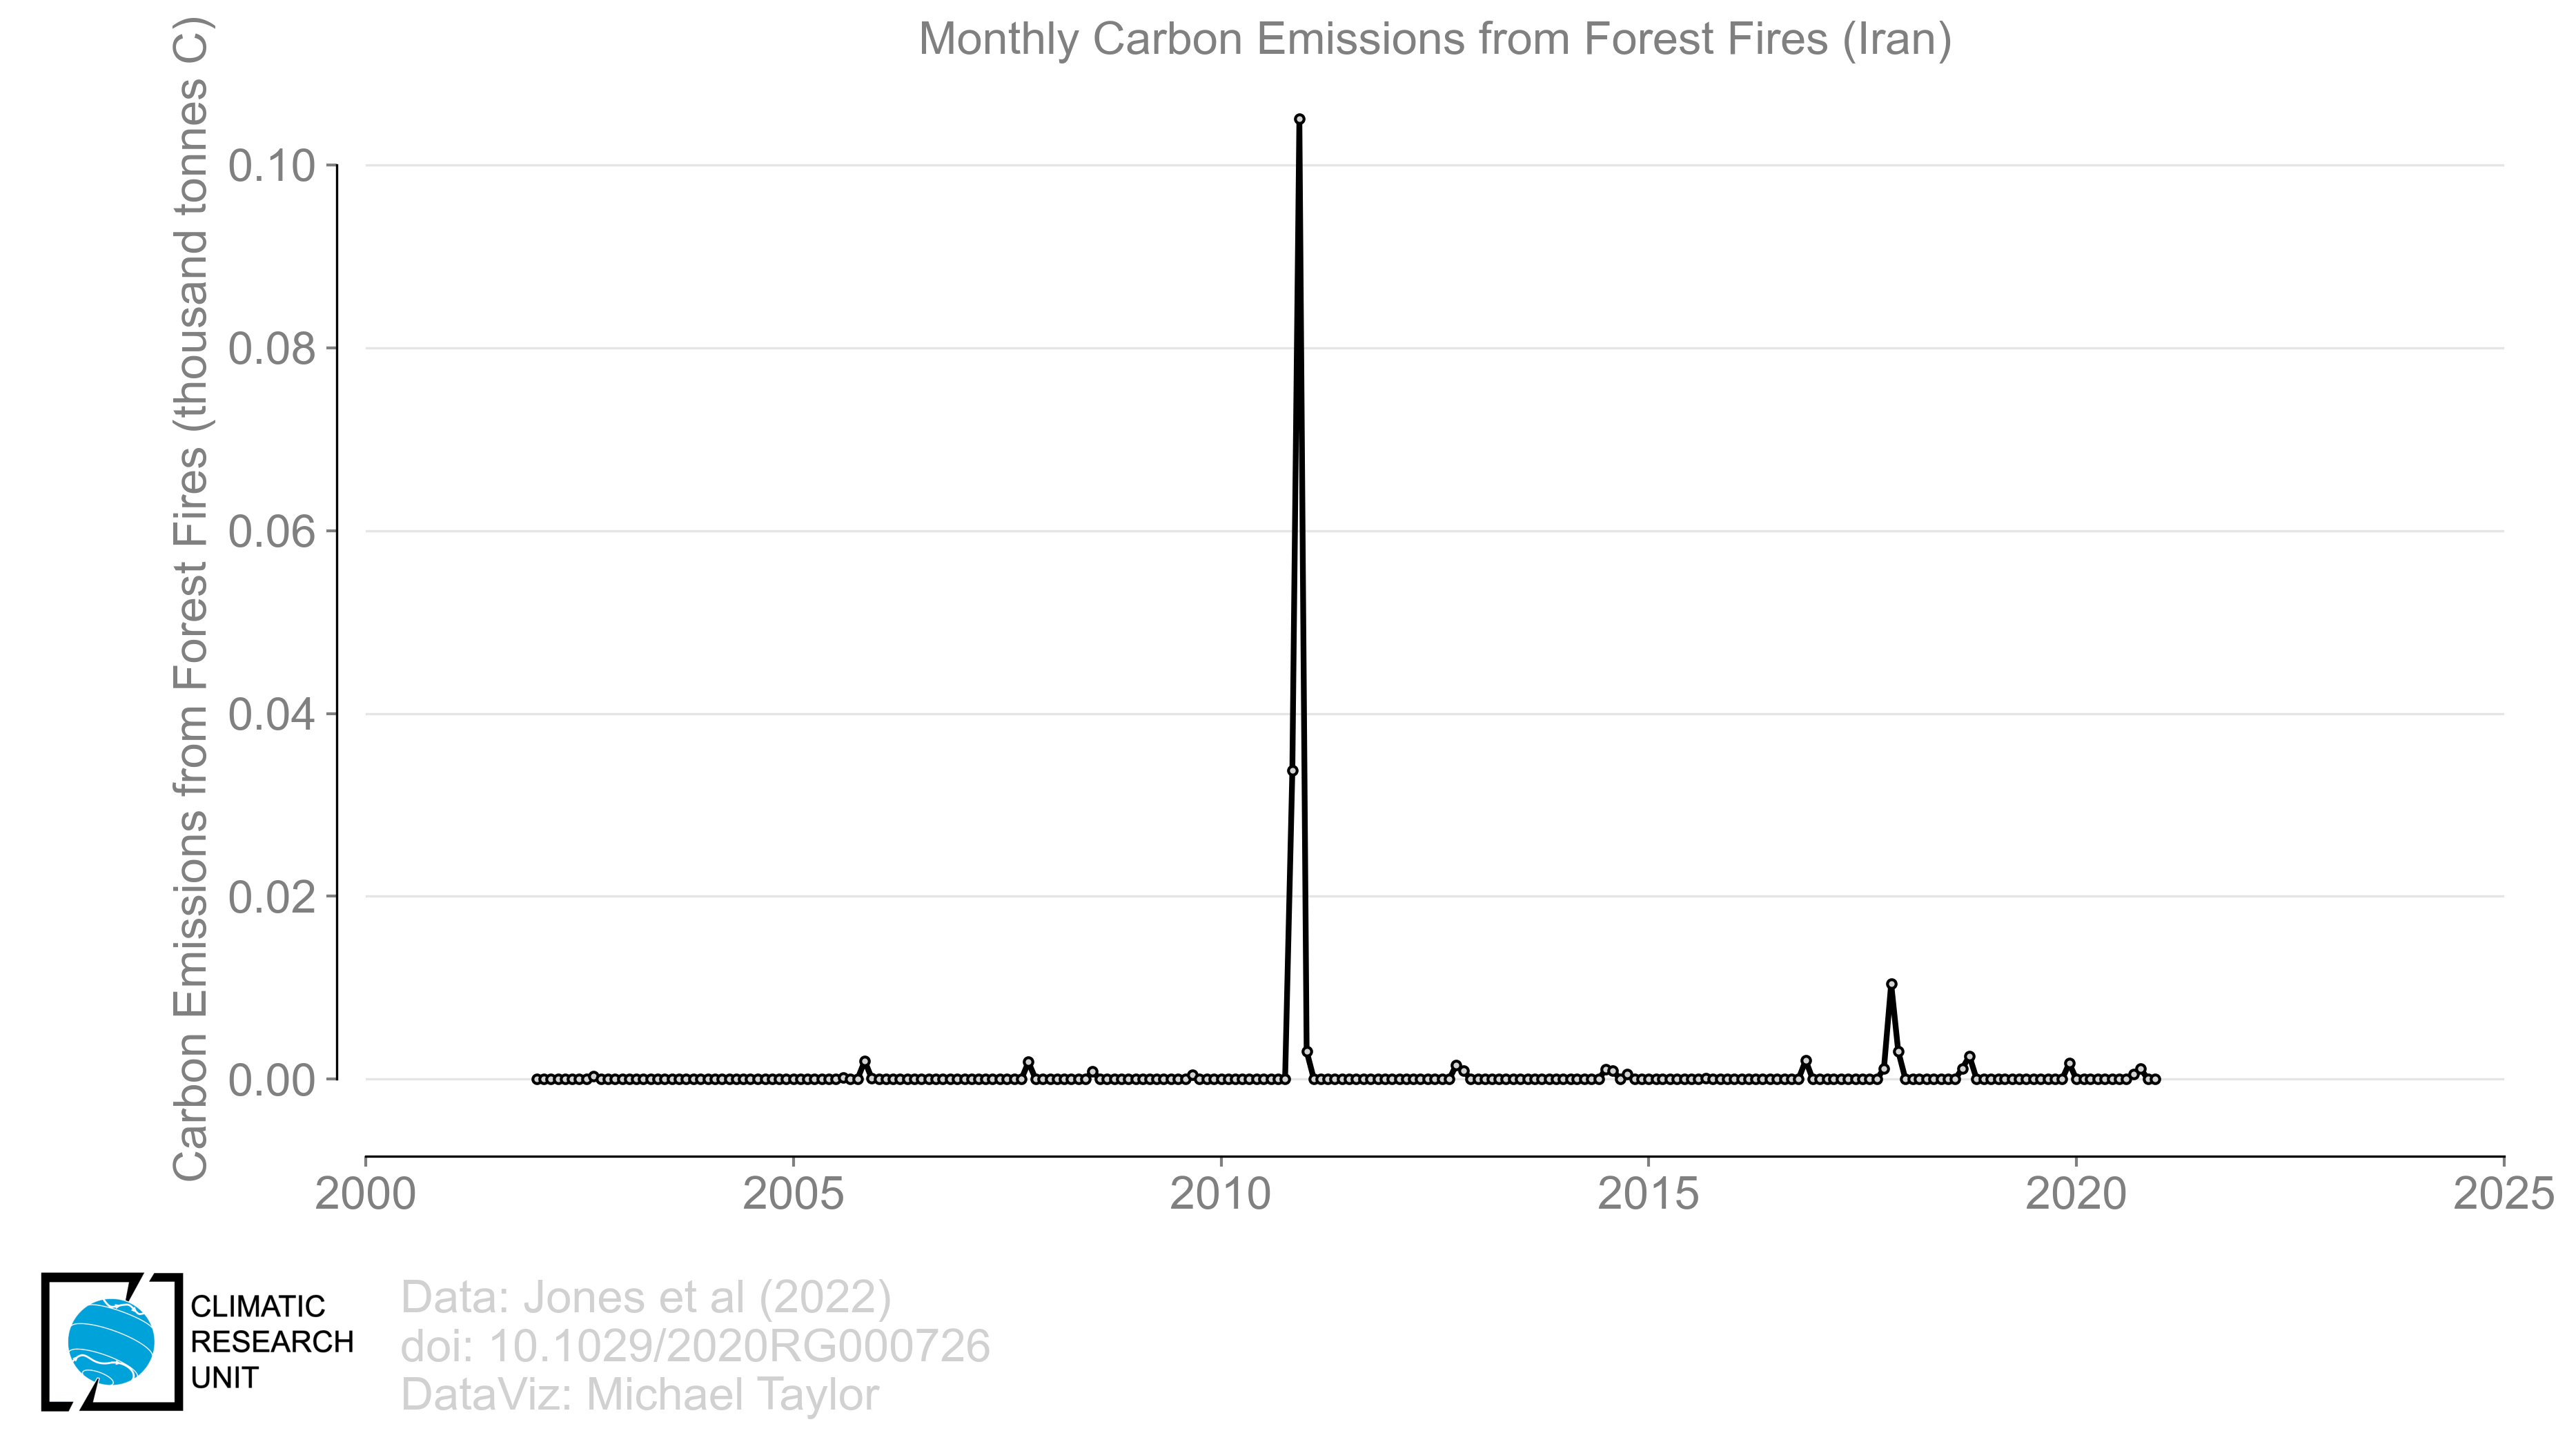 Monthly Carbon Emissions from Forest Fires (Iran)
Carbon Emissions from Forest Fires (thousand tonnes C)
0.10
0.08
0.06
0.04
0.02
0.00
2000 2005 2010 2015 2020 2025
CLIMATIC
RESEARCH
UNIT
Data: Jones et al (2022)
doi: 10.1029/2020RG000726
DataViz: Michael Taylor